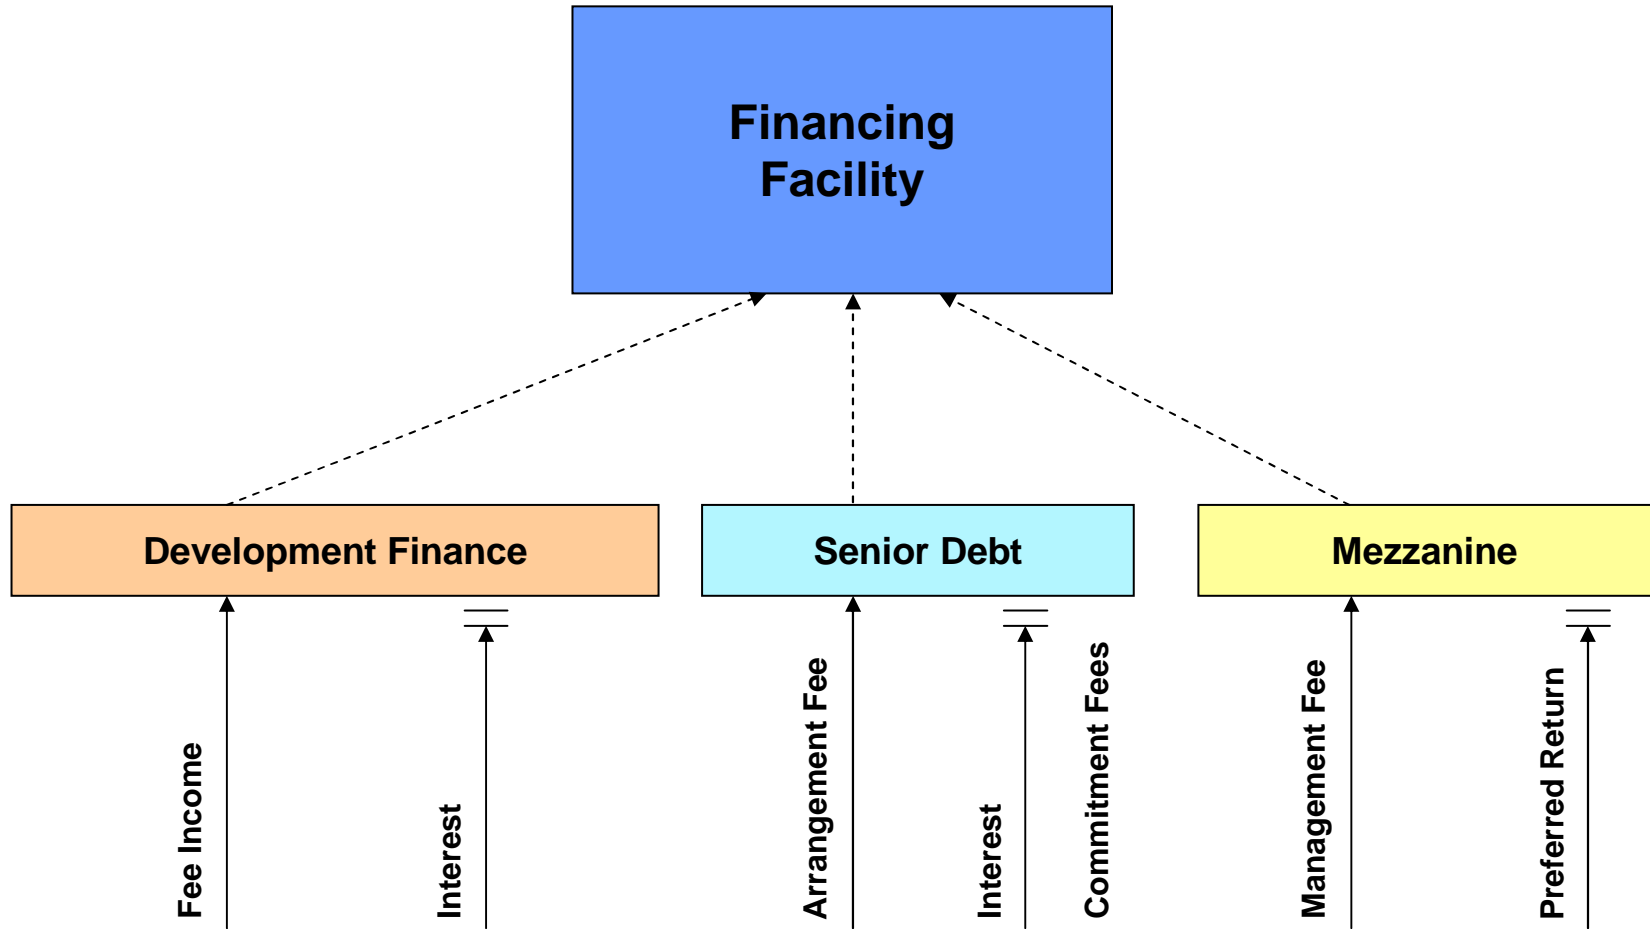 Financing
Facility
Development Finance
Senior Debt
Mezzanine
Fee Income
Interest
Arrangement Fee
Interest
Commitment Fees
Management Fee
Preferred Return